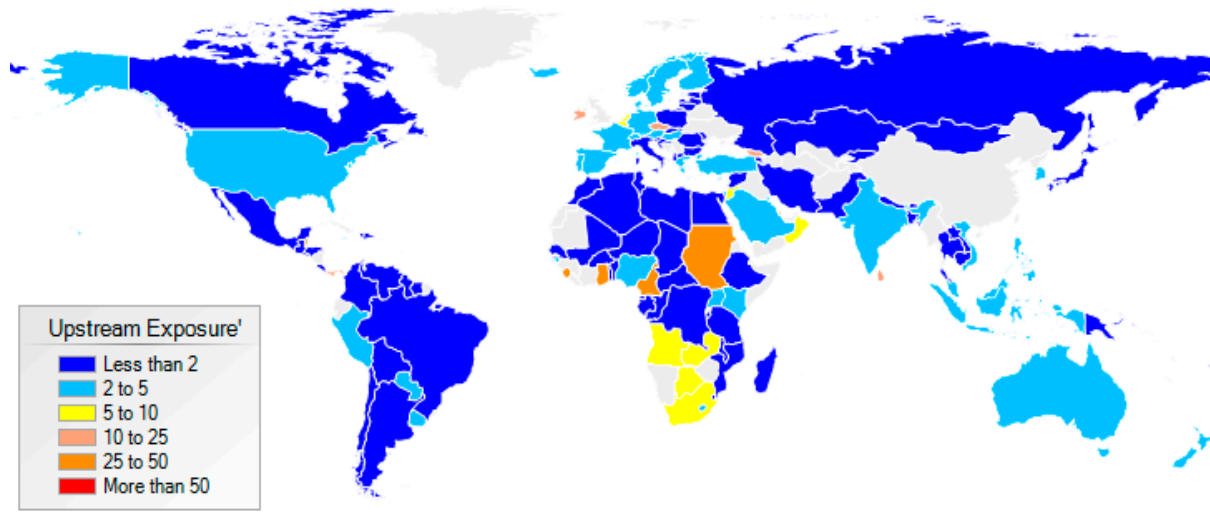 Upstream Exposure'
Less than 2
2 to 5
5 to 10
10 to 25
25 to 50
More than 50